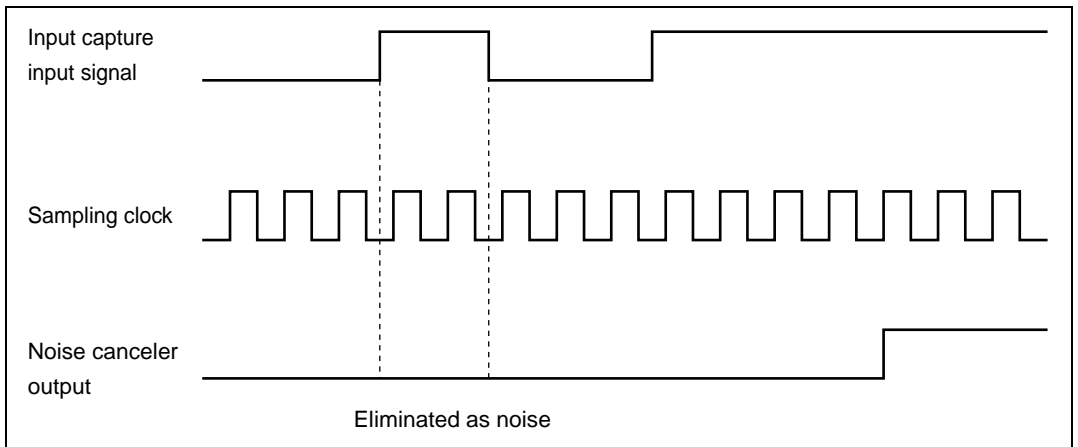 Input capture
input signal
Sampling clock
Noise canceler
output
Eliminated as noise